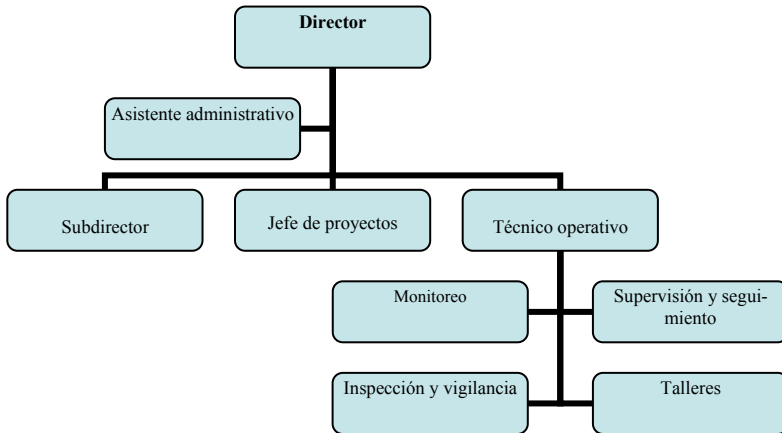 Director
Asistente administrativo
Subdirector
Jefe de proyectos
Técnico operativo
Monitoreo
Supervisión y segui-
miento
Inspección y vigilancia
Talleres